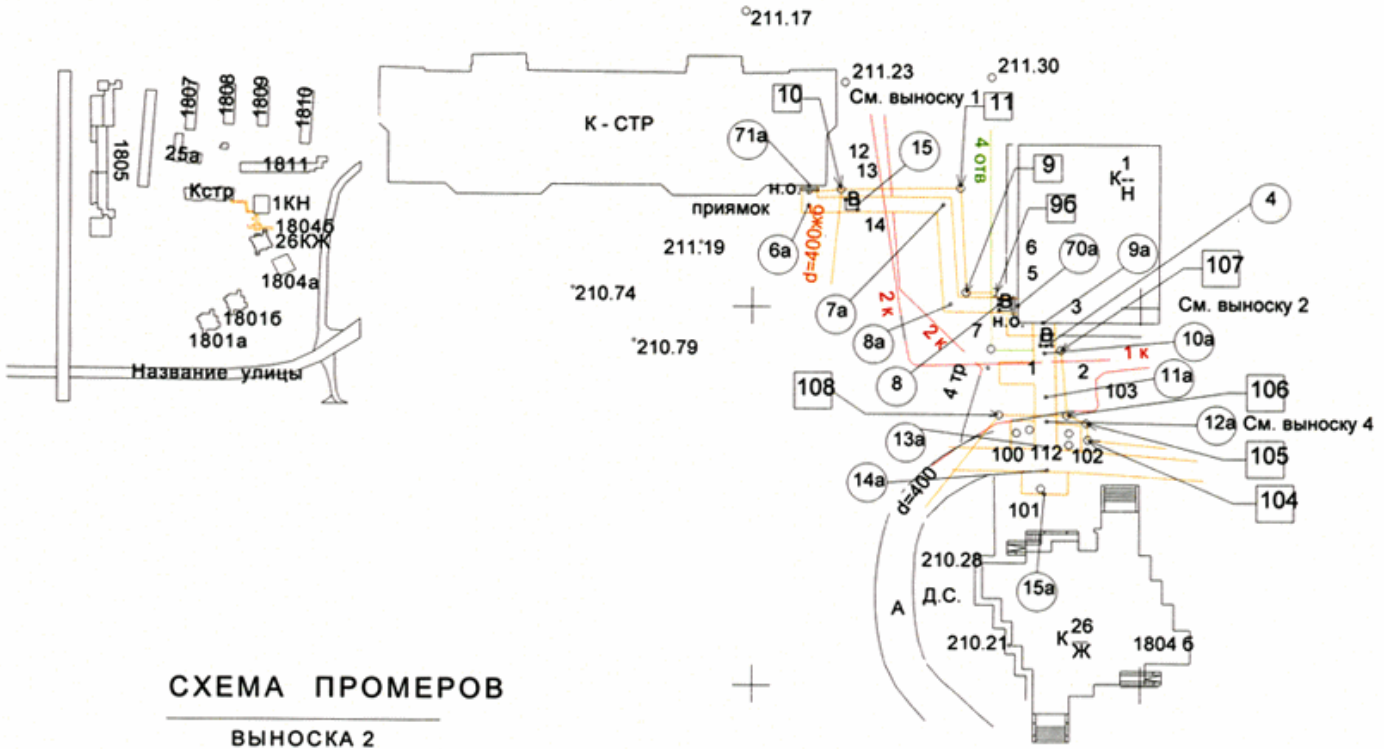 211.17
211.23
211.30
См. выноску 1
10
11
К - СТР
71а
12
13
15
4 отв
9
1
К--
Н
н.о.
В
приямок
14
9б
4
6а
d=400жб
211.19
6
5
70а
9а
107
7а
210.74
2 к
2 к
В
н.о.
3
См. выноску 2
8а
7
В
10а
210.79
8
4 тр
1
2
1 к
11а
103
108
106
12а
См. выноску 4
13а
100
112
102
105
14а
d=400
104
101
210.28
15а
А
Д.С.
210.21
К 26
Ж
1804 б
1805
1807
1808
1809
1810
25а
1811
Кстр
1КН
1804б
26КЖ
1804а
1801б
1801а
Название улицы
СХЕМА ПРОМЕРОВ
ВЫНОСКА 2